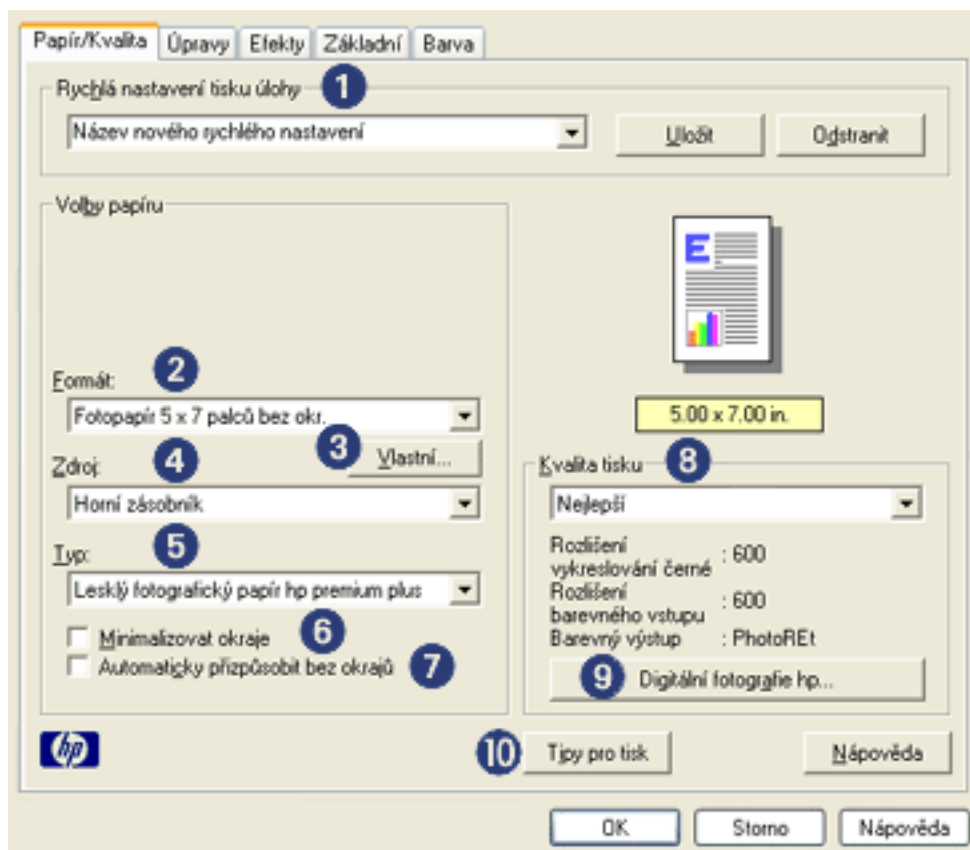 Papír/Kvalita Úpravy Efekty Základní Barva
Rychlá nastavení tisku úlohy 1
Název nového rychlého nastavení Uložit Odstranit
Volby papíru
E
Formát: 2
Fotopapír 5 x 7 palců bez okr.
5.00 x 7.00 in.
3 Vlastní...
Zdroj: 4
Horní zásobník
Kvalita tisku 8
Nejlepší
Typ: 5
Lesklý fotografický papír hp premium plus
Rozlišení vykreslování černé : 600
Rozlišení barevného vstupu : 600
Barevný výstup : PhotoREt
Minimalizovat okraje 6
Automaticky přizpůsobit bez okrajů 7
9 Digitální fotografie hp...
hp
10 Tipy pro tisk Nápověda
OK Storno Nápověda